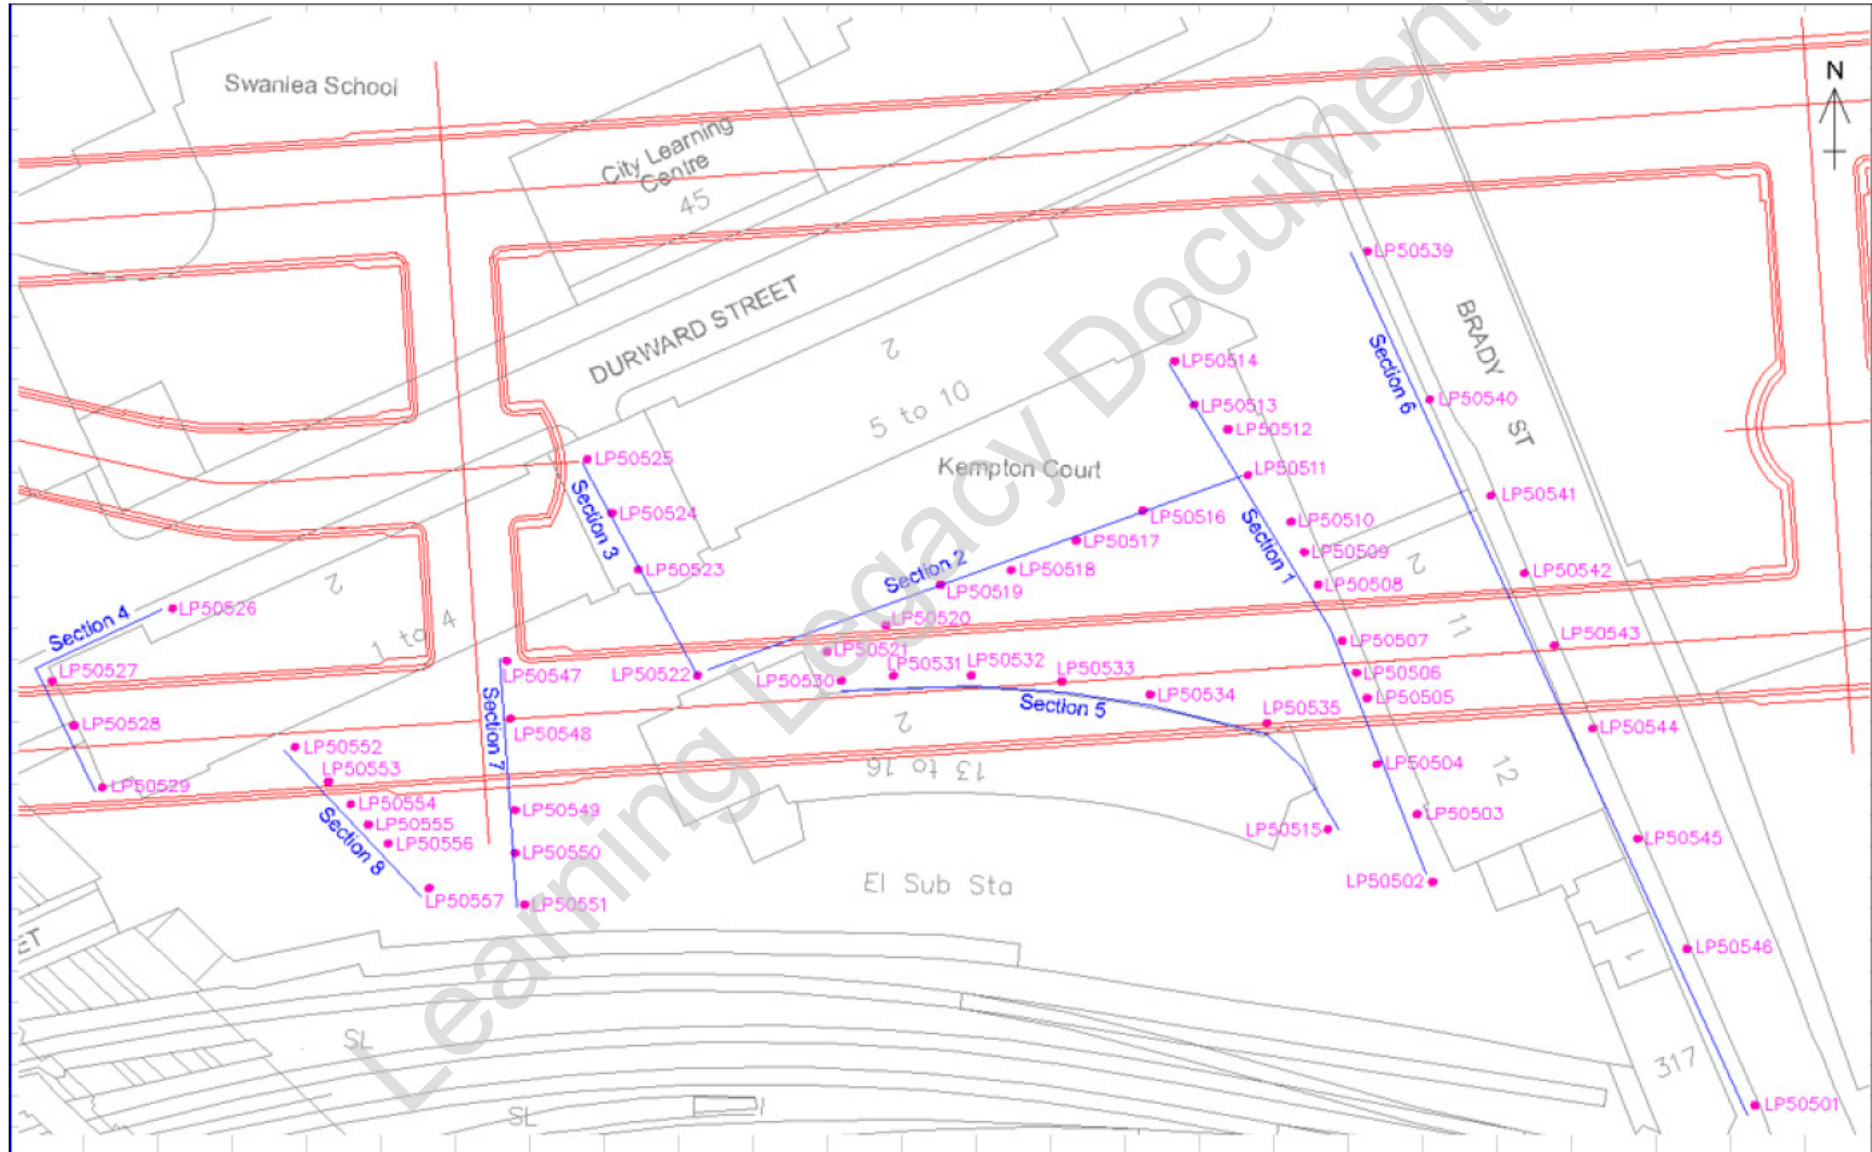 Swaniea School
City Learning
Centre
45
N
DURWARD STREET
BRADY ST
2
5 to 10
Kempton Court
LP50539
LP50514
LP50513
LP50512
LP50511
LP50540
Section 6
LP50541
LP50525
LP50524
LP50523
Section 3
LP50516
LP50517
LP50518
LP50519
Section 2
Section 1
LP50510
LP50509
LP50508
2
LP50542
LP50543
11
LP50520
LP50521
LP50522
LP50507
LP50506
LP50505
2
Section 4
LP50526
LP50527
LP50528
LP50529
1 to 4
LP50547
LP50548
Section 7
LP50530
LP50531
LP50532
LP50533
LP50534
LP50535
Section 5
2
13 to 16
LP50504
LP50503
LP50502
LP50515
12
LP50544
LP50545
LP50546
LP50501
LP50552
LP50553
LP50554
LP50555
LP50556
LP50557
Section 8
LP50549
LP50550
LP50551
El Sub Sta
ET
SL
SL
1
317
Learning Legacy Document